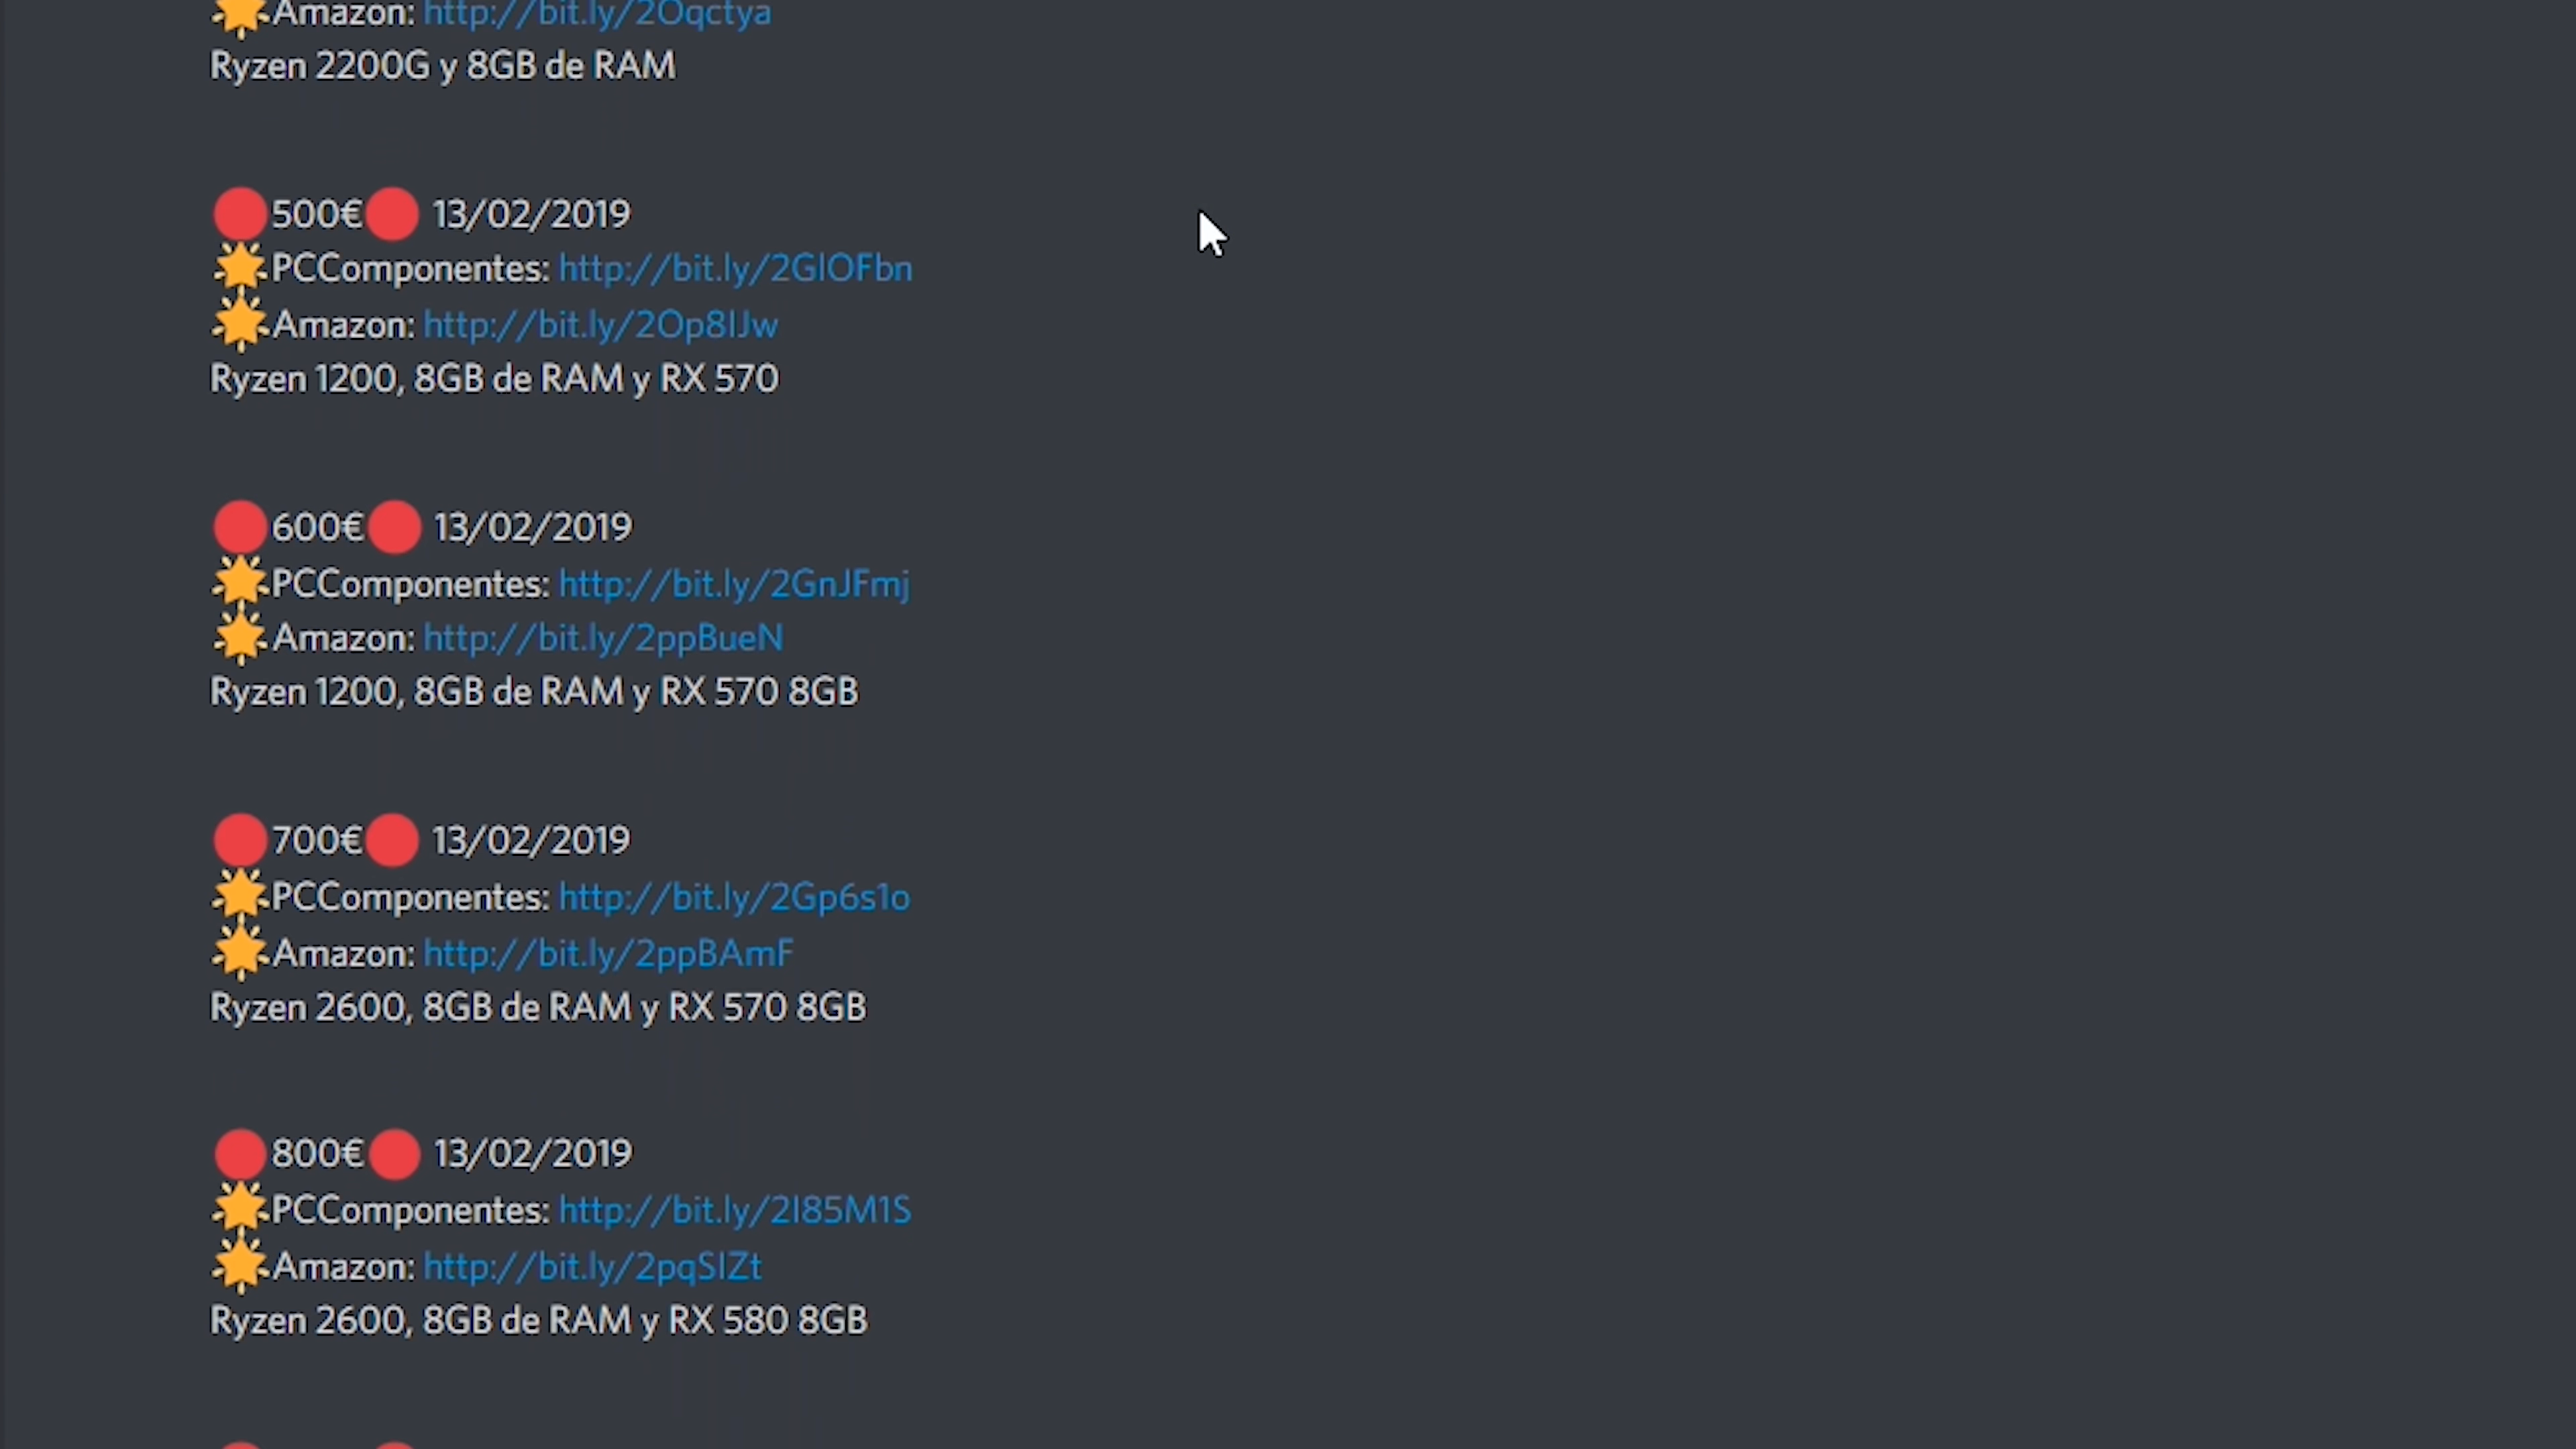 Amazon: http://bit.ly/2Oqctya
Ryzen 2200G y 8GB de RAM
500€ 13/02/2019
PCComponentes: http://bit.ly/2GlOFbn
Amazon: http://bit.ly/2Op8IJw
Ryzen 1200, 8GB de RAM y RX 570
600€ 13/02/2019
PCComponentes: http://bit.ly/2GnJFmj
Amazon: http://bit.ly/2ppBueN
Ryzen 1200, 8GB de RAM y RX 570 8GB
700€ 13/02/2019
PCComponentes: http://bit.ly/2Gp6s1o
Amazon: http://bit.ly/2ppBAmF
Ryzen 2600, 8GB de RAM y RX 570 8GB
800€ 13/02/2019
PCComponentes: http://bit.ly/2I85M1S
Amazon: http://bit.ly/2pqSIZt
Ryzen 2600, 8GB de RAM y RX 580 8GB